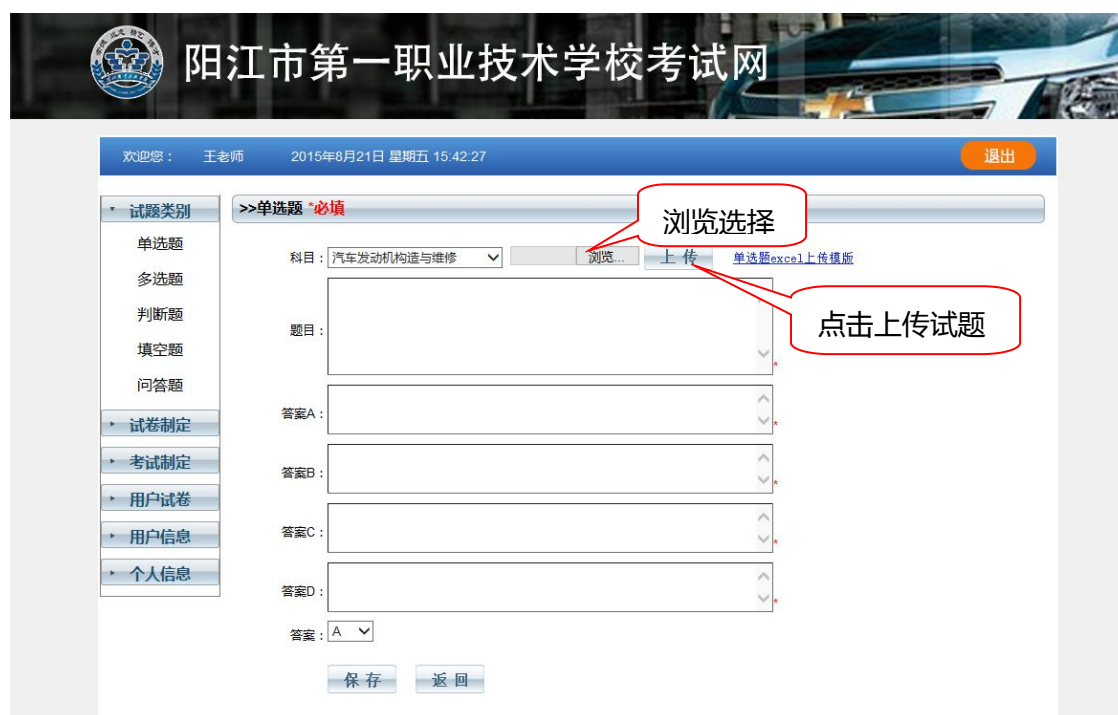 阳江市第一职业技术学校考试网
欢迎您： 王老师 2015年8月21日 星期五 15:42:27 退出
试题类别
单选题
多选题
判断题
填空题
问答题
试卷制定
考试制定
用户试卷
用户信息
个人信息
>>单选题 *必填
浏览选择
科目： 汽车发动机构造与维修 浏览... 上 传 单选题excel上传模版
点击上传试题
题目： *
答案A： *
答案B： *
答案C： *
答案D： *
答案： A
保 存 返 回